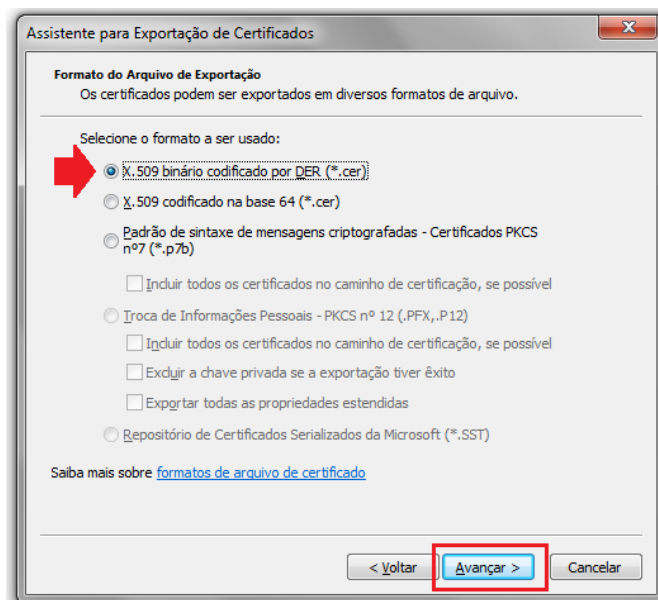 Assistente para Exportação de Certificados
Formato do Arquivo de Exportação
Os certificados podem ser exportados em diversos formatos de arquivo.
Selecione o formato a ser usado:
X.509 binário codificado por DER (*.cer)
X.509 codificado na base 64 (*.cer)
Padrão de sintaxe de mensagens criptografadas - Certificados PKCS
nº7 (*.p7b)
Incluir todos os certificados no caminho de certificação, se possível
Troca de Informações Pessoais - PKCS nº 12 (.PFX,.P12)
Incluir todos os certificados no caminho de certificação, se possível
Excluir a chave privada se a exportação tiver êxito
Exportar todas as propriedades estendidas
Repositório de Certificados Serializados da Microsoft (*.SST)
Saiba mais sobre formatos de arquivo de certificado
< Voltar Avançar > Cancelar